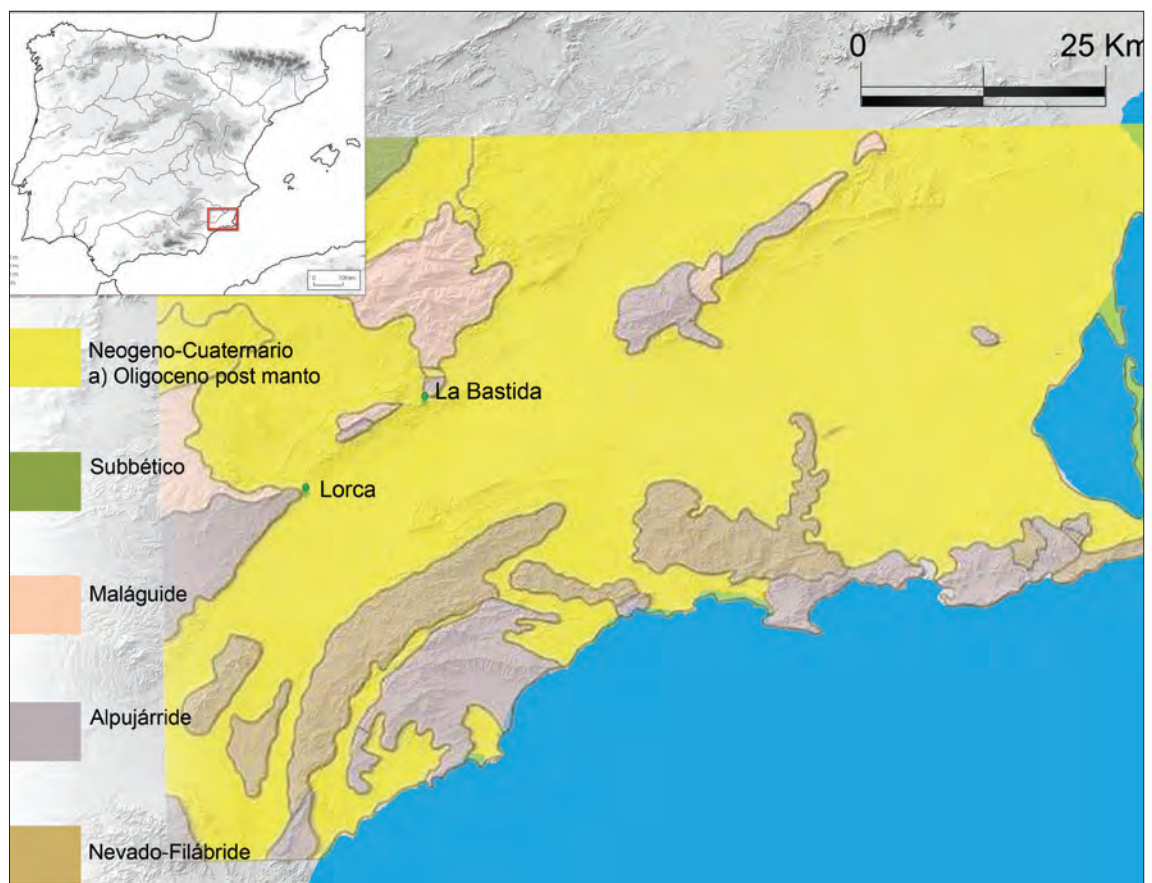 0 25 Km
Neogeno-Cuaternario
a) Oligoceno post manto
La Bastida
Subbético
Lorca
Maláguide
Alpujárride
Nevado-Filábride